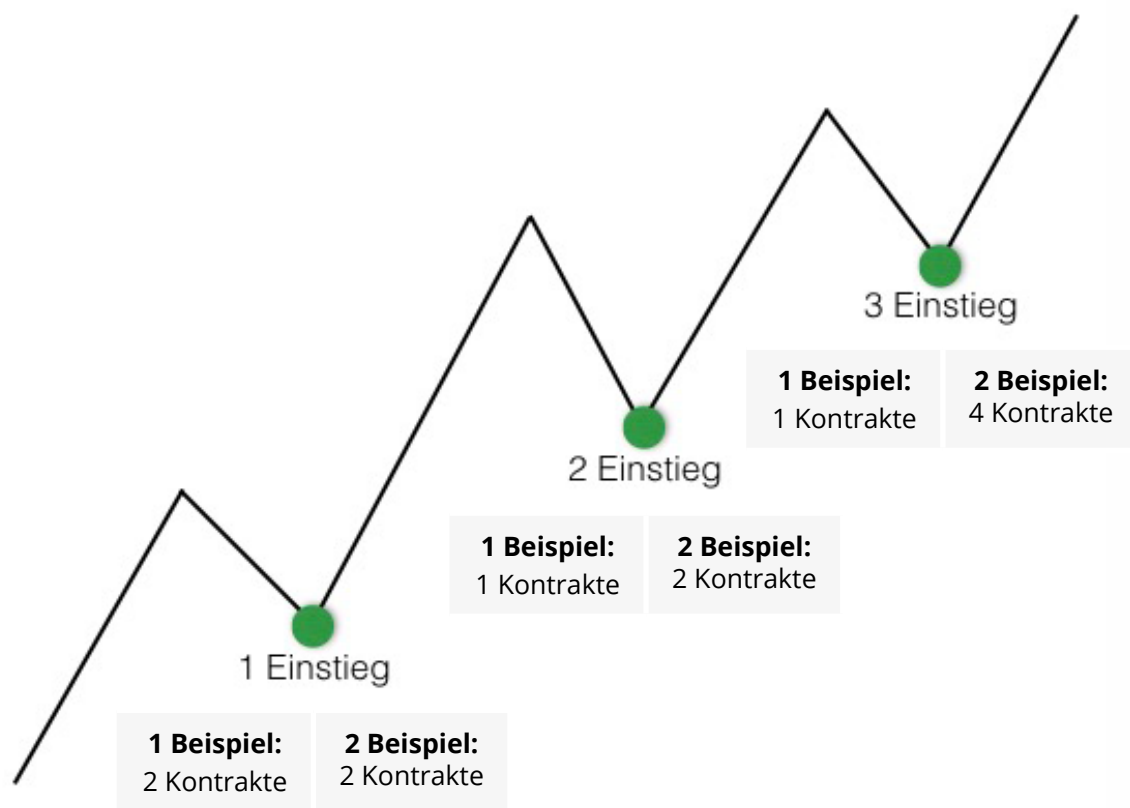 3 Einstieg
1 Beispiel:
1 Kontrakte
2 Beispiel:
4 Kontrakte
2 Einstieg
1 Beispiel:
1 Kontrakte
2 Beispiel:
2 Kontrakte
1 Einstieg
1 Beispiel:
2 Kontrakte
2 Beispiel:
2 Kontrakte